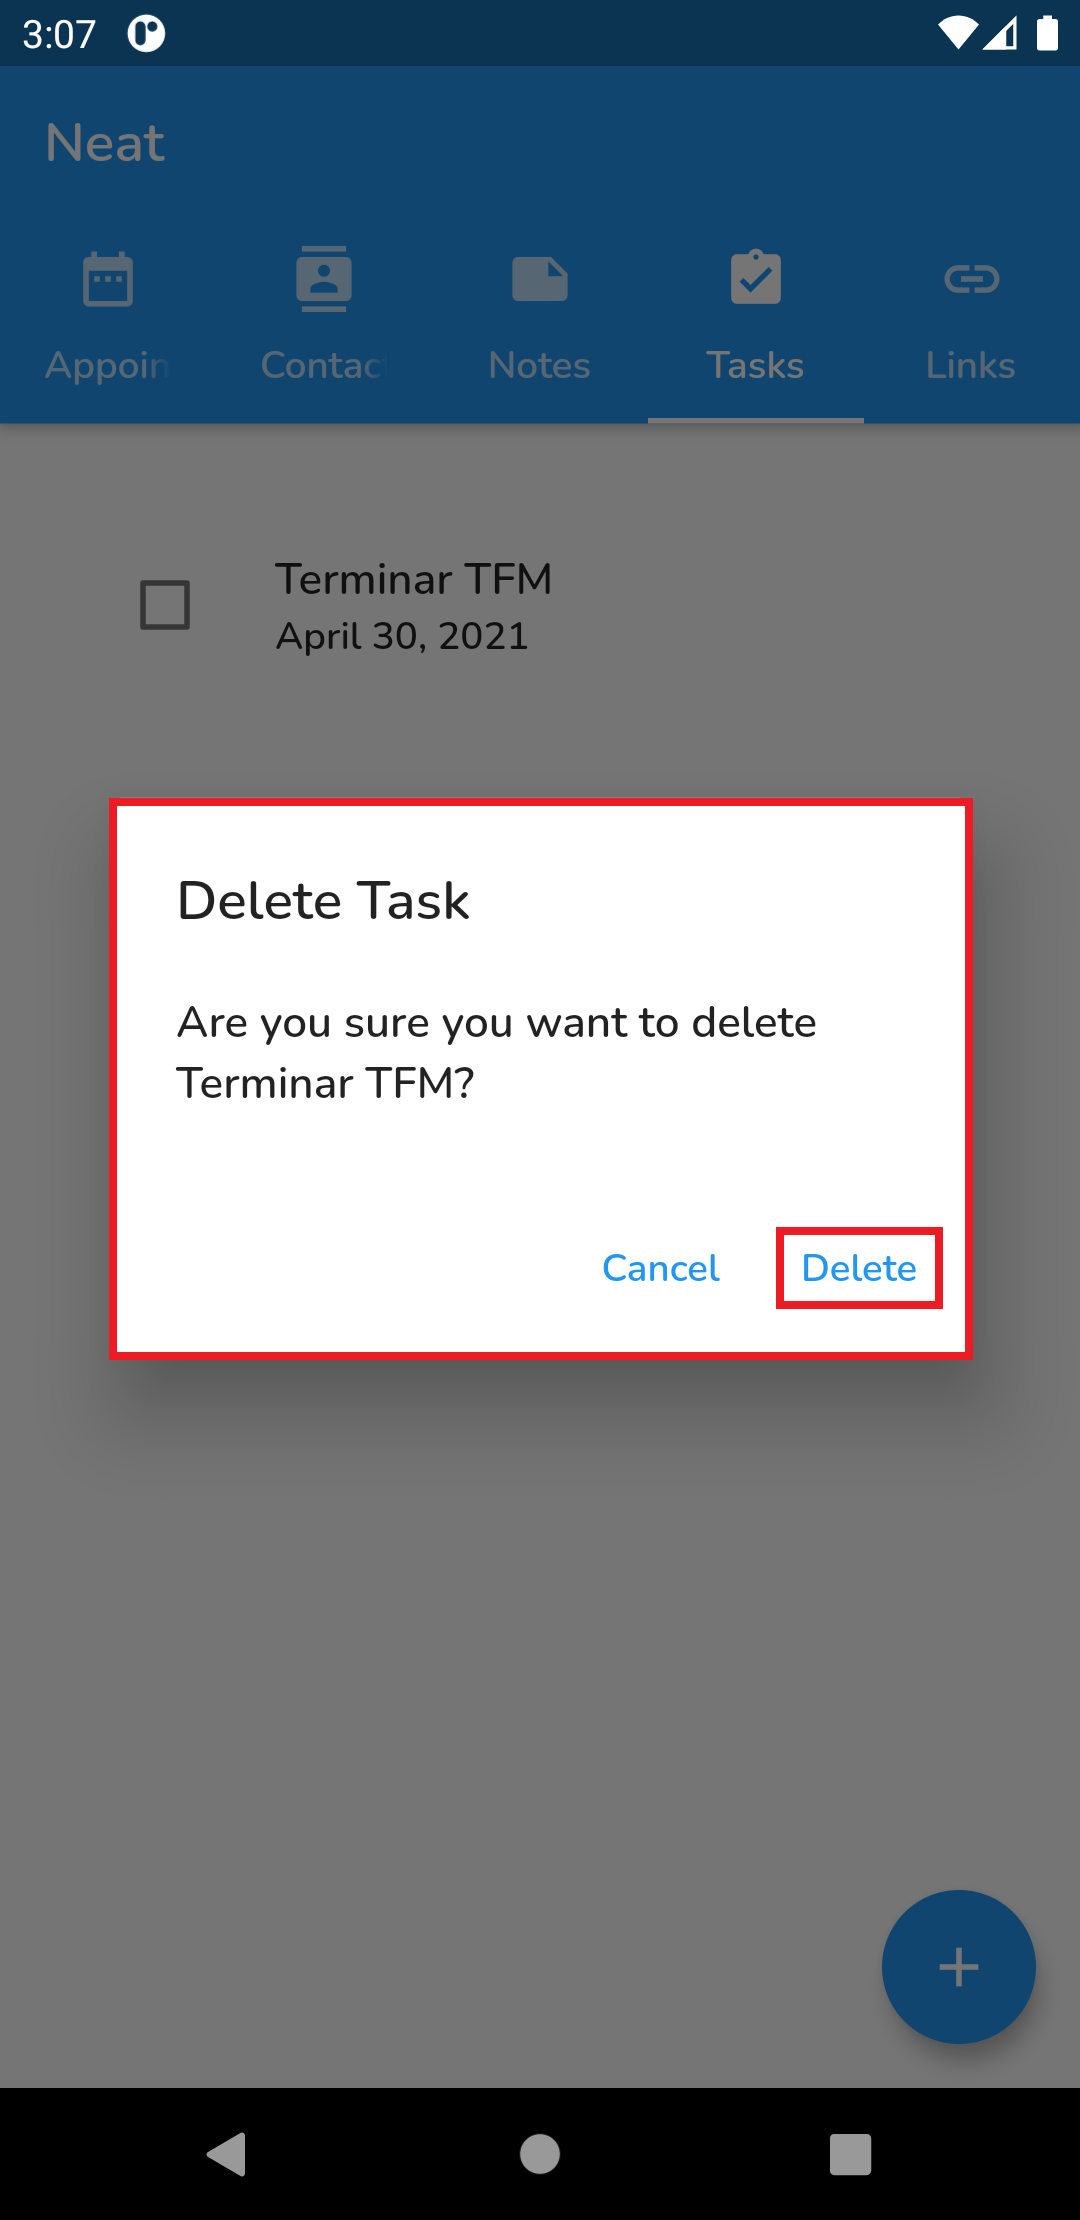 3:07
Neat
Appoin
Contac
Notes
Tasks
Links
Terminar TFM
April 30, 2021
Delete Task
Are you sure you want to delete
Terminar TFM?
Cancel
Delete